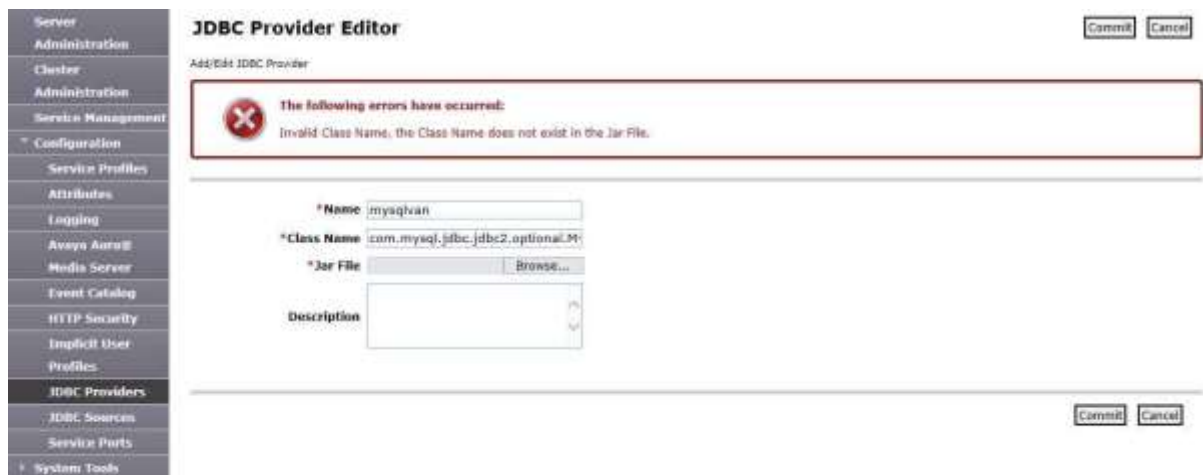 Server
Administration
Cluster
Administration
Service Management
Configuration
Service Profiles
Attributes
Logging
Avaya Aura®
Media Server
Event Catalog
HTTP Security
Implicit User
Profiles
JDBC Providers
JDBC Sources
Service Ports
System Tools
JDBC Provider Editor
Commit Cancel
Add/Edit JDBC Provider
The following errors have occurred:
Invalid Class Name, the Class Name does not exist in the Jar File.
*Name mysqlvan
*Class Name com.mysql.jdbc.jdbc2.optional.M
*Jar File Browse...
Description
Commit Cancel